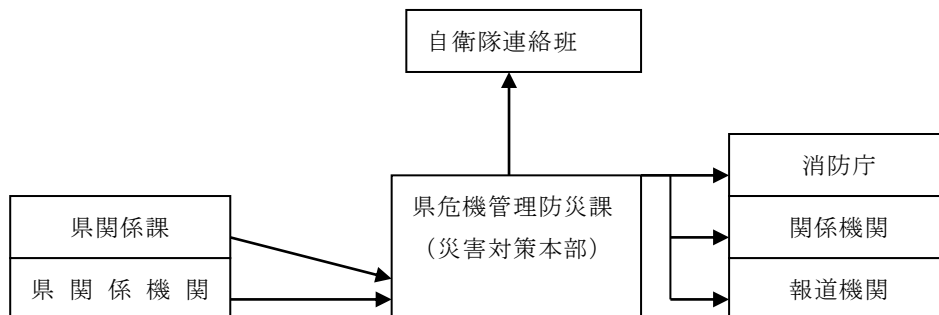 自衛隊連絡班
消防庁
県関係課
県危機管理防災課
（災害対策本部）
関係機関
県関係機関
報道機関